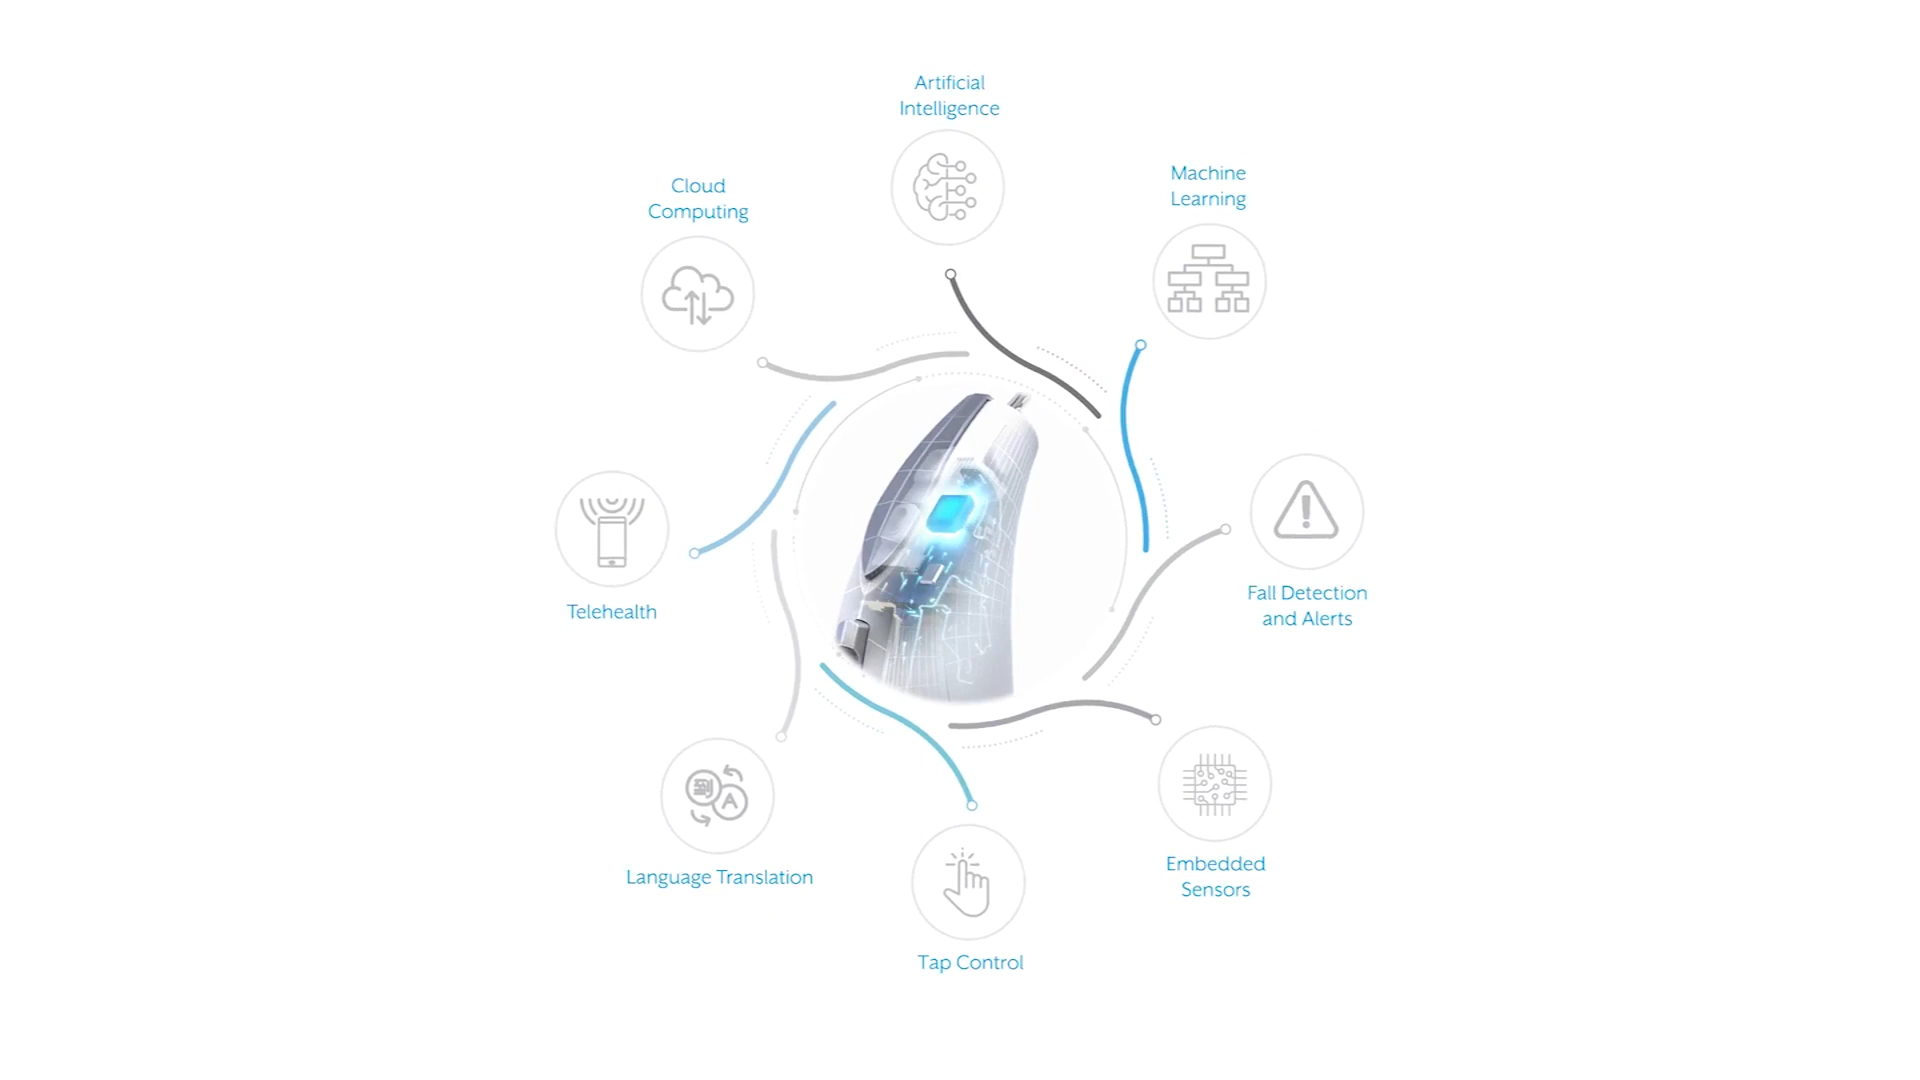 Artificial
Intelligence
Machine
Learning
Cloud
Computing
Fall Detection
and Alerts
Telehealth
Embedded
Sensors
Language Translation
A
Tap Control